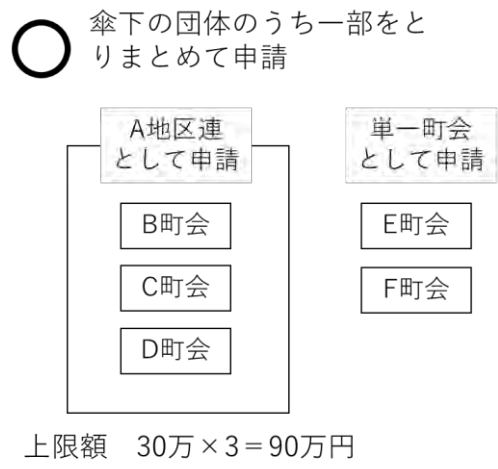 傘下の団体のうち一部をと
りまとめて申請
A地区連
として申請
単一町会
として申請
B町会
C町会
D町会
E町会
F町会
上限額　30万×3＝90万円